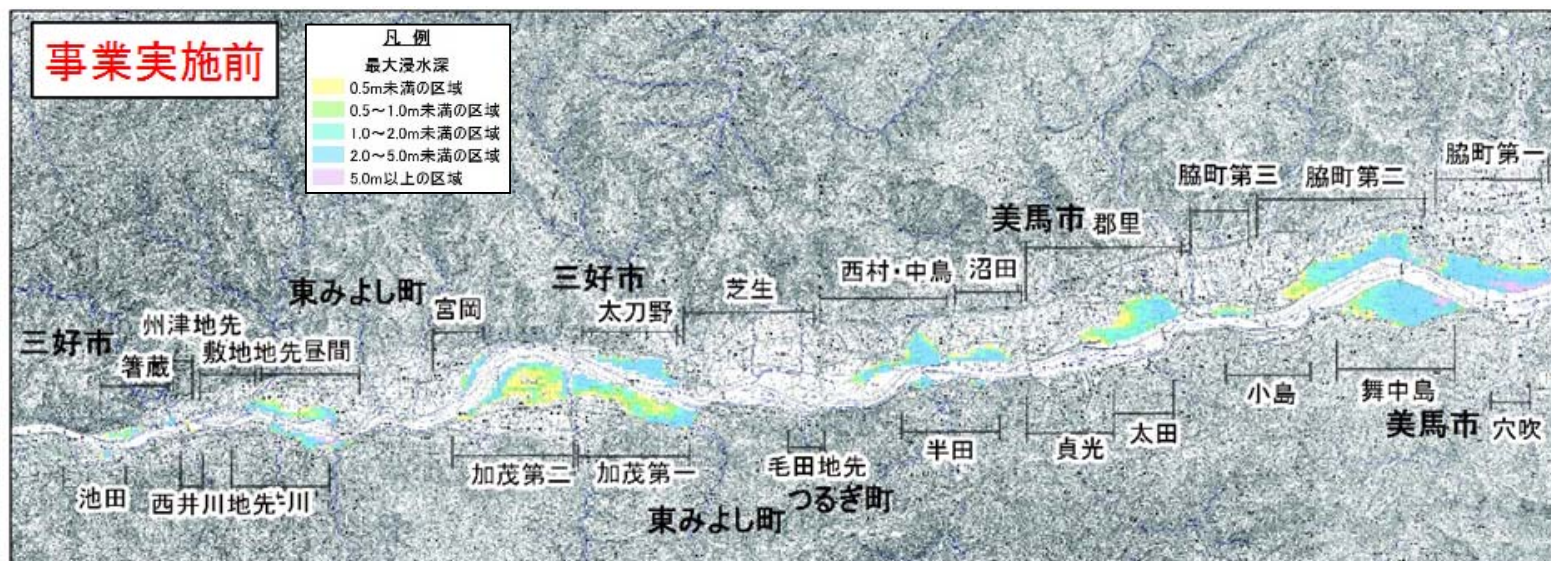 事業実施前
凡 例
最大浸水深
0.5m未満の区域
0.5～1.0m未満の区域
1.0～2.0m未満の区域
2.0～5.0m未満の区域
5.0m以上の区域
脇町第一
脇町第二
脇町第三
美馬市
郡里
沼田
西村・中鳥
芝生
三好市
太刀野
東みよし町
宮岡
州津地先
三好市
敷地地先昼間
箸蔵
池田
西井川地先
川
加茂第二
加茂第一
東みよし町
毛田地先
つるぎ町
半田
貞光
太田
小島
舞中島
美馬市
穴吹